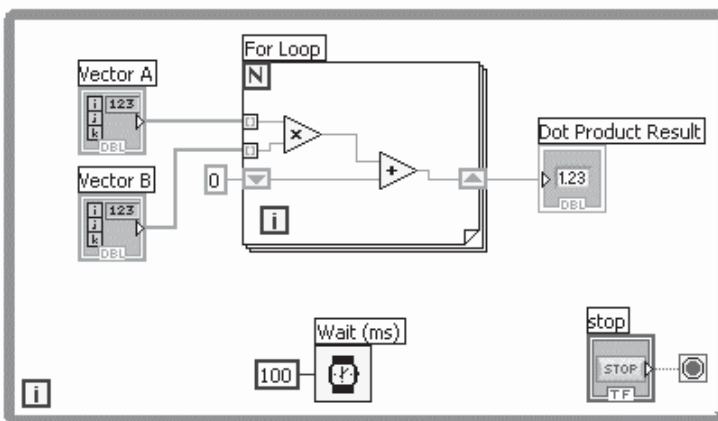 For Loop
N
Vector A
i 123
j
k
DBL
×
Dot Product Result
1.23
DBL
Vector B
i 123
j
k
DBL
0
+
i
Wait (ms)
100
stop
STOP
TF
i